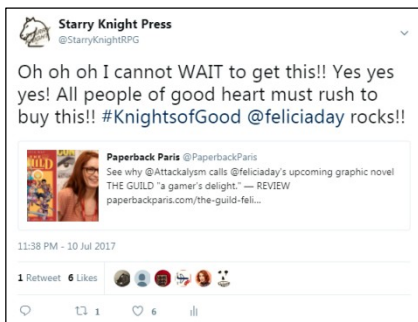 Starry Knight Press
@StarryKnightRPG
Oh oh oh I cannot WAIT to get this!! Yes yes
yes! All people of good heart must rush to
buy this!! #KnightsofGood @feliciaday rocks!!
Paperback Paris @PaperbackParis
See why @Attackalysm calls @feliciaday's upcoming graphic novel
THE GUILD "a gamer's delight." — REVIEW
paperbackparis.com/the-guild-feli...
11:38 PM - 10 Jul 2017
1 Retweet 6 Likes
1 6